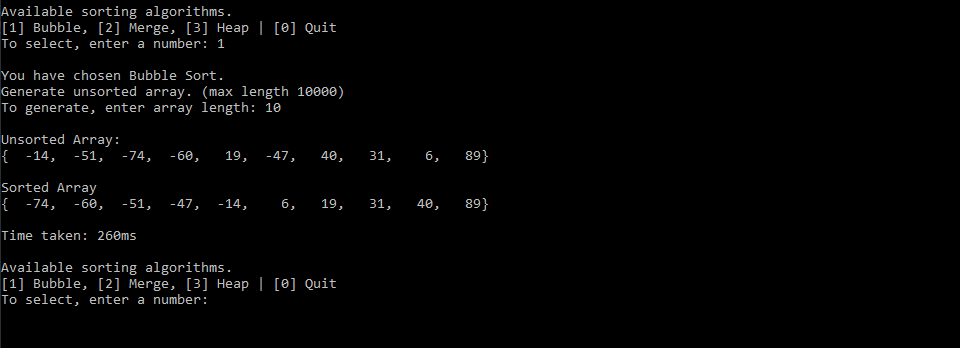 Available sorting algorithms.
[1] Bubble, [2] Merge, [3] Heap | [0] Quit
To select, enter a number: 1
You have chosen Bubble Sort.
Generate unsorted array. (max length 10000)
To generate, enter array length: 10
Unsorted Array:
{  -14,  -51,  -74,  -60,   19,  -47,   40,   31,    6,   89}
Sorted Array
{  -74,  -60,  -51,  -47,  -14,    6,   19,   31,   40,   89}
Time taken: 260ms
Available sorting algorithms.
[1] Bubble, [2] Merge, [3] Heap | [0] Quit
To select, enter a number: